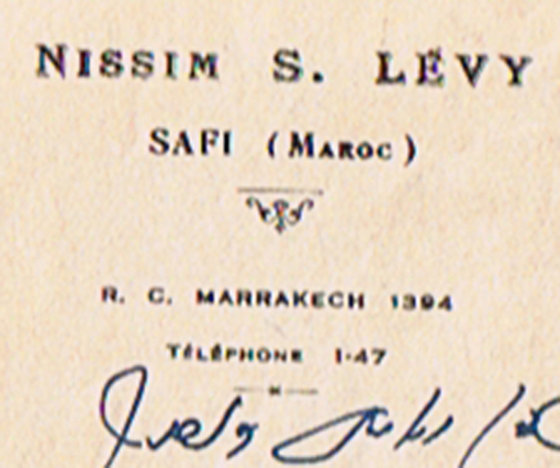 NISSIM S. LÉVY
SAFI (MAROC)
R. C. MARRAKECH 1394
TÉLÉPHONE 1-47